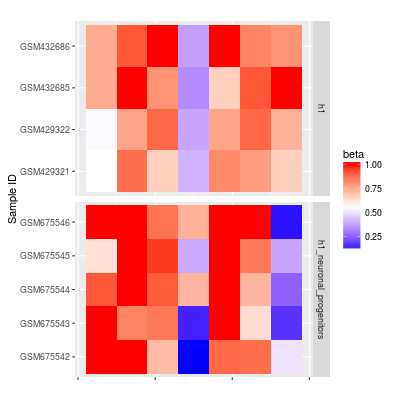 Sample ID
GSM432686
GSM432685
GSM429322
GSM429321
h1
GSM675546
GSM675545
GSM675544
GSM675543
GSM675542
h1_neuronal_progenitors
beta
1.00
0.75
0.50
0.25